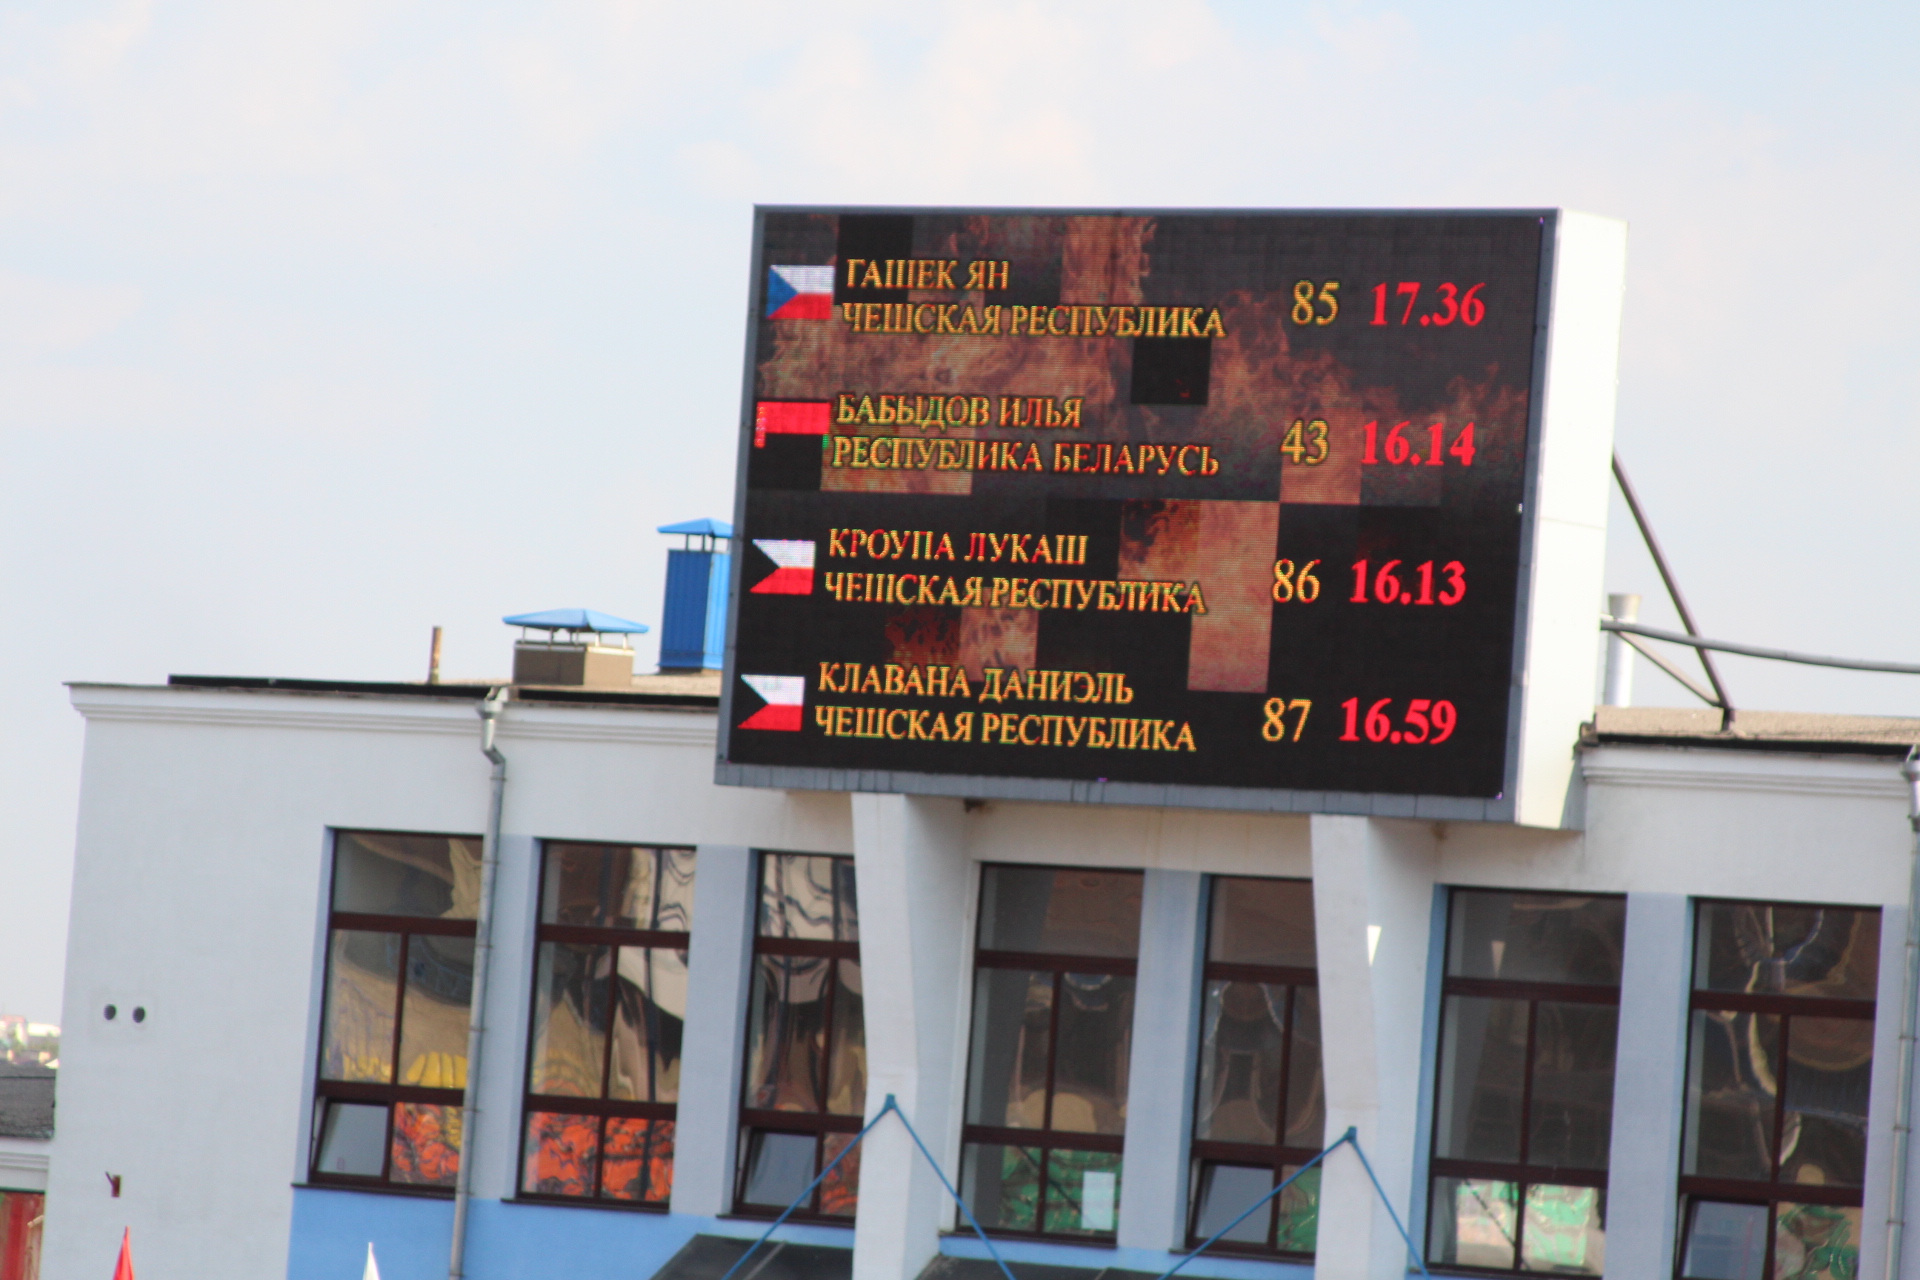 ГАШЕК ЯН
ЧЕШСКАЯ РЕСПУБЛИКА 85 17.36
БАБЫДОВ ИЛЬЯ
РЕСПУБЛИКА БЕЛАРУСЬ 43 16.14
КРОУПА ЛУКАШ
ЧЕШСКАЯ РЕСПУБЛИКА 86 16.13
КЛАВАНА ДАНИЭЛЬ
ЧЕШСКАЯ РЕСПУБЛИКА 87 16.59